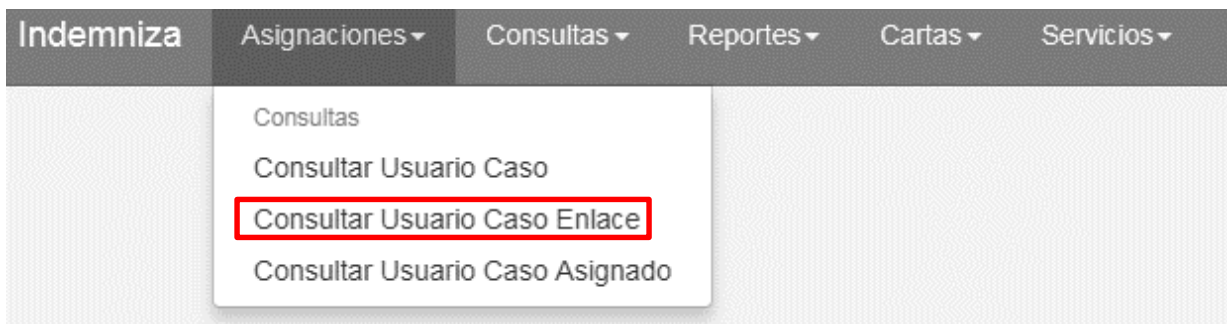 Indemniza Asignaciones Consultas Reportes Cartas Servicios
Consultas
Consultar Usuario Caso
Consultar Usuario Caso Enlace
Consultar Usuario Caso Asignado